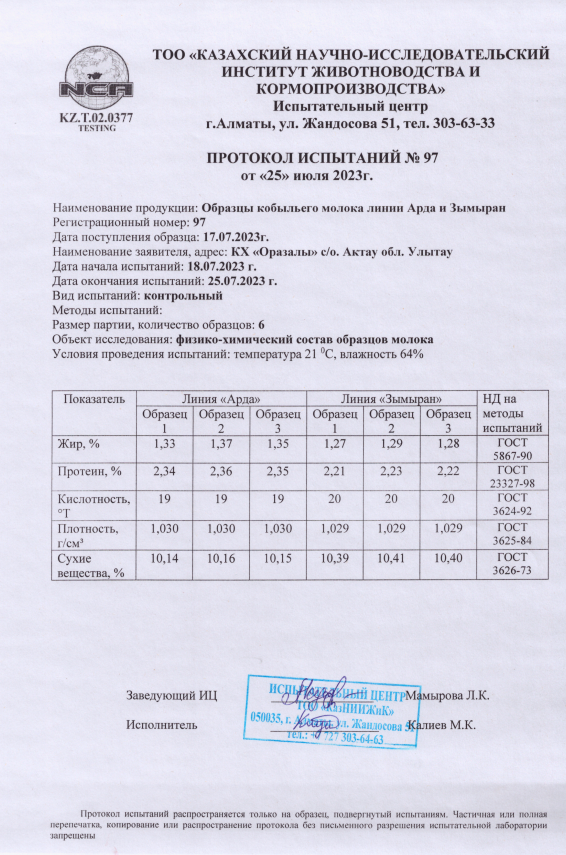 NCA
KZ.T.02.0377
TESTING
ТОО «КАЗАХСКИЙ НАУЧНО-ИССЛЕДОВАТЕЛЬСКИЙ
ИНСТИТУТ ЖИВОТНОВОДСТВА И
КОРМОПРОИЗВОДСТВА»
Испытательный центр
г.Алматы, ул. Жандосова 51, тел. 303-63-33
ПРОТОКОЛ ИСПЫТАНИЙ № 97
от «25» июля 2023г.
Наименование продукции: Образцы кобыльего молока линии Арда и Зымыран
Регистрационный номер: 97
Дата поступления образца: 17.07.2023г.
Наименование заявителя, адрес: КХ «Оразалы» с/о. Актау обл. Улытау
Дата начала испытаний: 18.07.2023 г.
Дата окончания испытаний: 25.07.2023 г.
Вид испытаний: контрольный
Методы испытаний:
Размер партии, количество образцов: 6
Объект исследования: физико-химический состав образцов молока
Условия проведения испытаний: температура 21 ⁰С, влажность 64%
Показатель Линия «Арда» Линия «Зымыран» НД на
методы
испытаний
Образец 1 Образец 2 Образец 3 Образец 1 Образец 2 Образец 3
Жир, % 1,33 1,37 1,35 1,27 1,29 1,28 ГОСТ
5867-90
Протеин, % 2,34 2,36 2,35 2,21 2,23 2,22 ГОСТ
23327-98
Кислотность, 19 19 19 20 20 20 ГОСТ
°Т 3624-92
Плотность, 1,030 1,030 1,030 1,029 1,029 1,029 ГОСТ
г/см³ 3625-84
Сухие 10,14 10,16 10,15 10,39 10,41 10,40 ГОСТ
вещества, % 3626-73
ИСПЫТАТЕЛЬНЫЙ ЦЕНТР
Заведующий ИЦ Мамырова Л.К.
ТОО «КазНИИЖиК»
050035, г. Алматы, ул. Жандосова 51
Исполнитель Калиев М.К.
тел.: +7 727 303-64-63
Протокол испытаний распространяется только на образец, подвергнутый испытаниям. Частичная или полная
перепечатка, копирование или распространение протокола без письменного разрешения испытательной лаборатории
запрещены